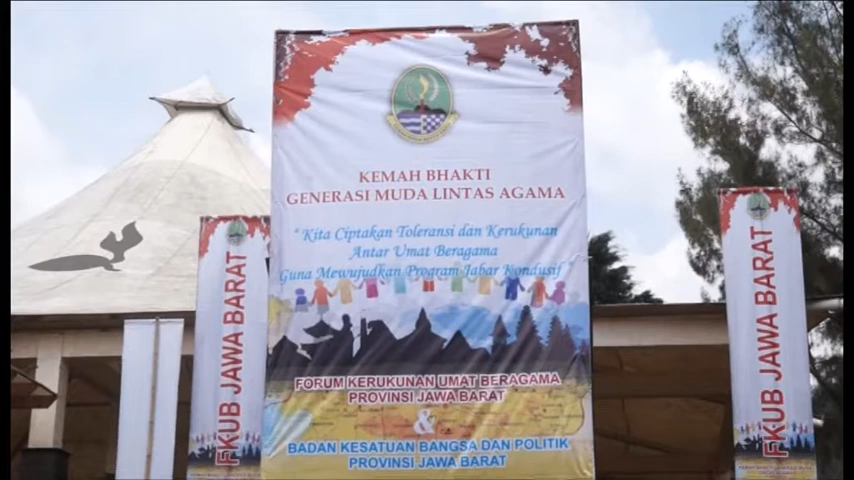 KEMAH BHAKTI
GENERASI MUDA LINTAS AGAMA
"Kita Ciptakan Toleransi dan Kerukunan
Antar Umat Beragama
Guna Mewujudkan Program Jabar Kondusif"
FORUM KERUKUNAN UMAT BERAGAMA
PROVINSI JAWA BARAT
&
BADAN KESATUAN BANGSA DAN POLITIK
PROVINSI JAWA BARAT
FKUB JAWA BARAT
FKUB JAWA BARAT